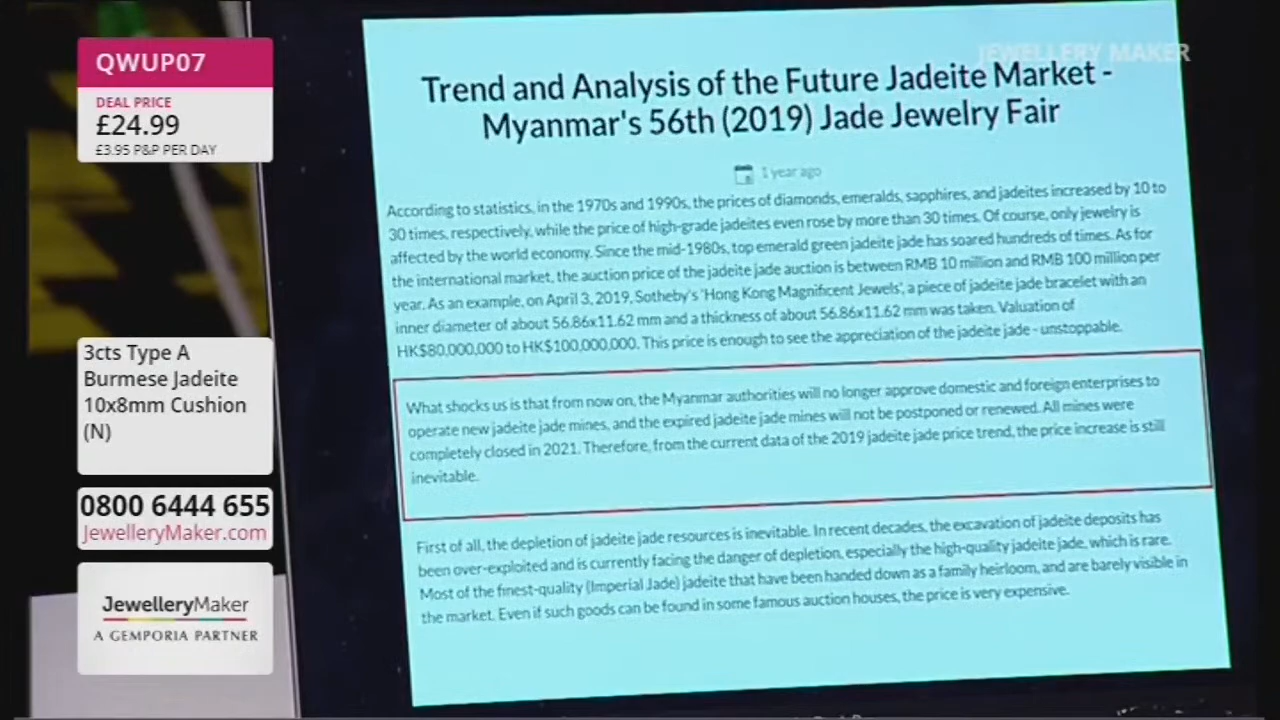 QWUP07
DEAL PRICE
£24.99
£3.95 P&P PER DAY
3cts Type A
Burmese Jadeite
10x8mm Cushion
(N)
0800 6444 655
JewelleryMaker.com
JewelleryMaker
A GEMPORIA PARTNER
JEWELLERY MAKER
Trend and Analysis of the Future Jadeite Market -
Myanmar's 56th (2019) Jade Jewelry Fair
1 year ago
According to statistics, in the 1970s and 1990s, the prices of diamonds, emeralds, sapphires, and jadeites increased by 10 to
30 times, respectively, while the price of high-grade jadeites even rose by more than 30 times. Of course, only jewelry is
affected by the world economy. Since the mid-1980s, top emerald green jadeite jade has soared hundreds of times. As for
the international market, the auction price of the jadeite jade auction is between RMB 10 million and RMB 100 million per
year. As an example, on April 3, 2019, Sotheby's 'Hong Kong Magnificent Jewels', a piece of jadeite jade bracelet with an
inner diameter of about 56.86x11.62 mm and a thickness of about 56.86x11.62 mm was taken. Valuation of
HK$80,000,000 to HK$100,000,000. This price is enough to see the appreciation of the jadeite jade - unstoppable.
What shocks us is that from now on, the Myanmar authorities will no longer approve domestic and foreign enterprises to
operate new jadeite jade mines, and the expired jadeite jade mines will not be postponed or renewed. All mines were
completely closed in 2021. Therefore, from the current data of the 2019 jadeite jade price trend, the price increase is still
inevitable.
First of all, the depletion of jadeite jade resources is inevitable. In recent decades, the excavation of jadeite deposits has
been over-exploited and is currently facing the danger of depletion, especially the high-quality jadeite jade, which is rare.
Most of the finest-quality (Imperial Jade) jadeite that have been handed down as a family heirloom, and are barely visible in
the market. Even if such goods can be found in some famous auction houses, the price is very expensive.